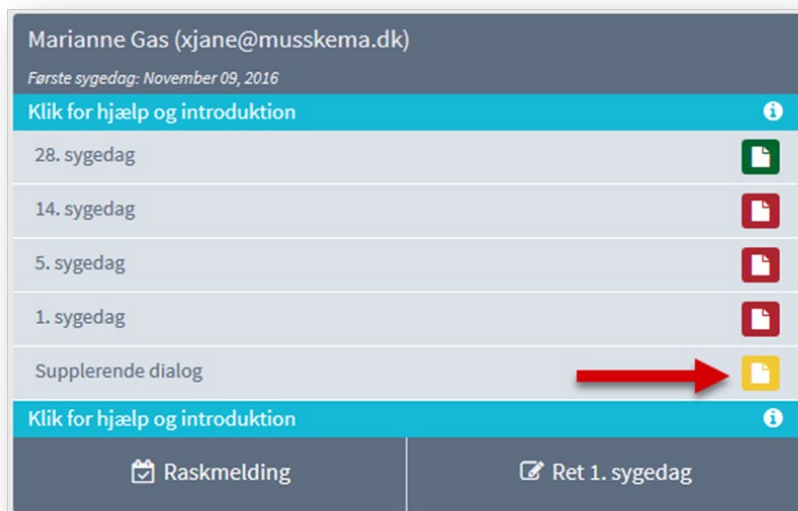 Marianne Gas (xjane@musskema.dk)
Første sygedag: November 09, 2016
Klik for hjælp og introduktion
28. sygedag
14. sygedag
5. sygedag
1. sygedag
Supplerende dialog
Klik for hjælp og introduktion
Raskmelding
Ret 1. sygedag